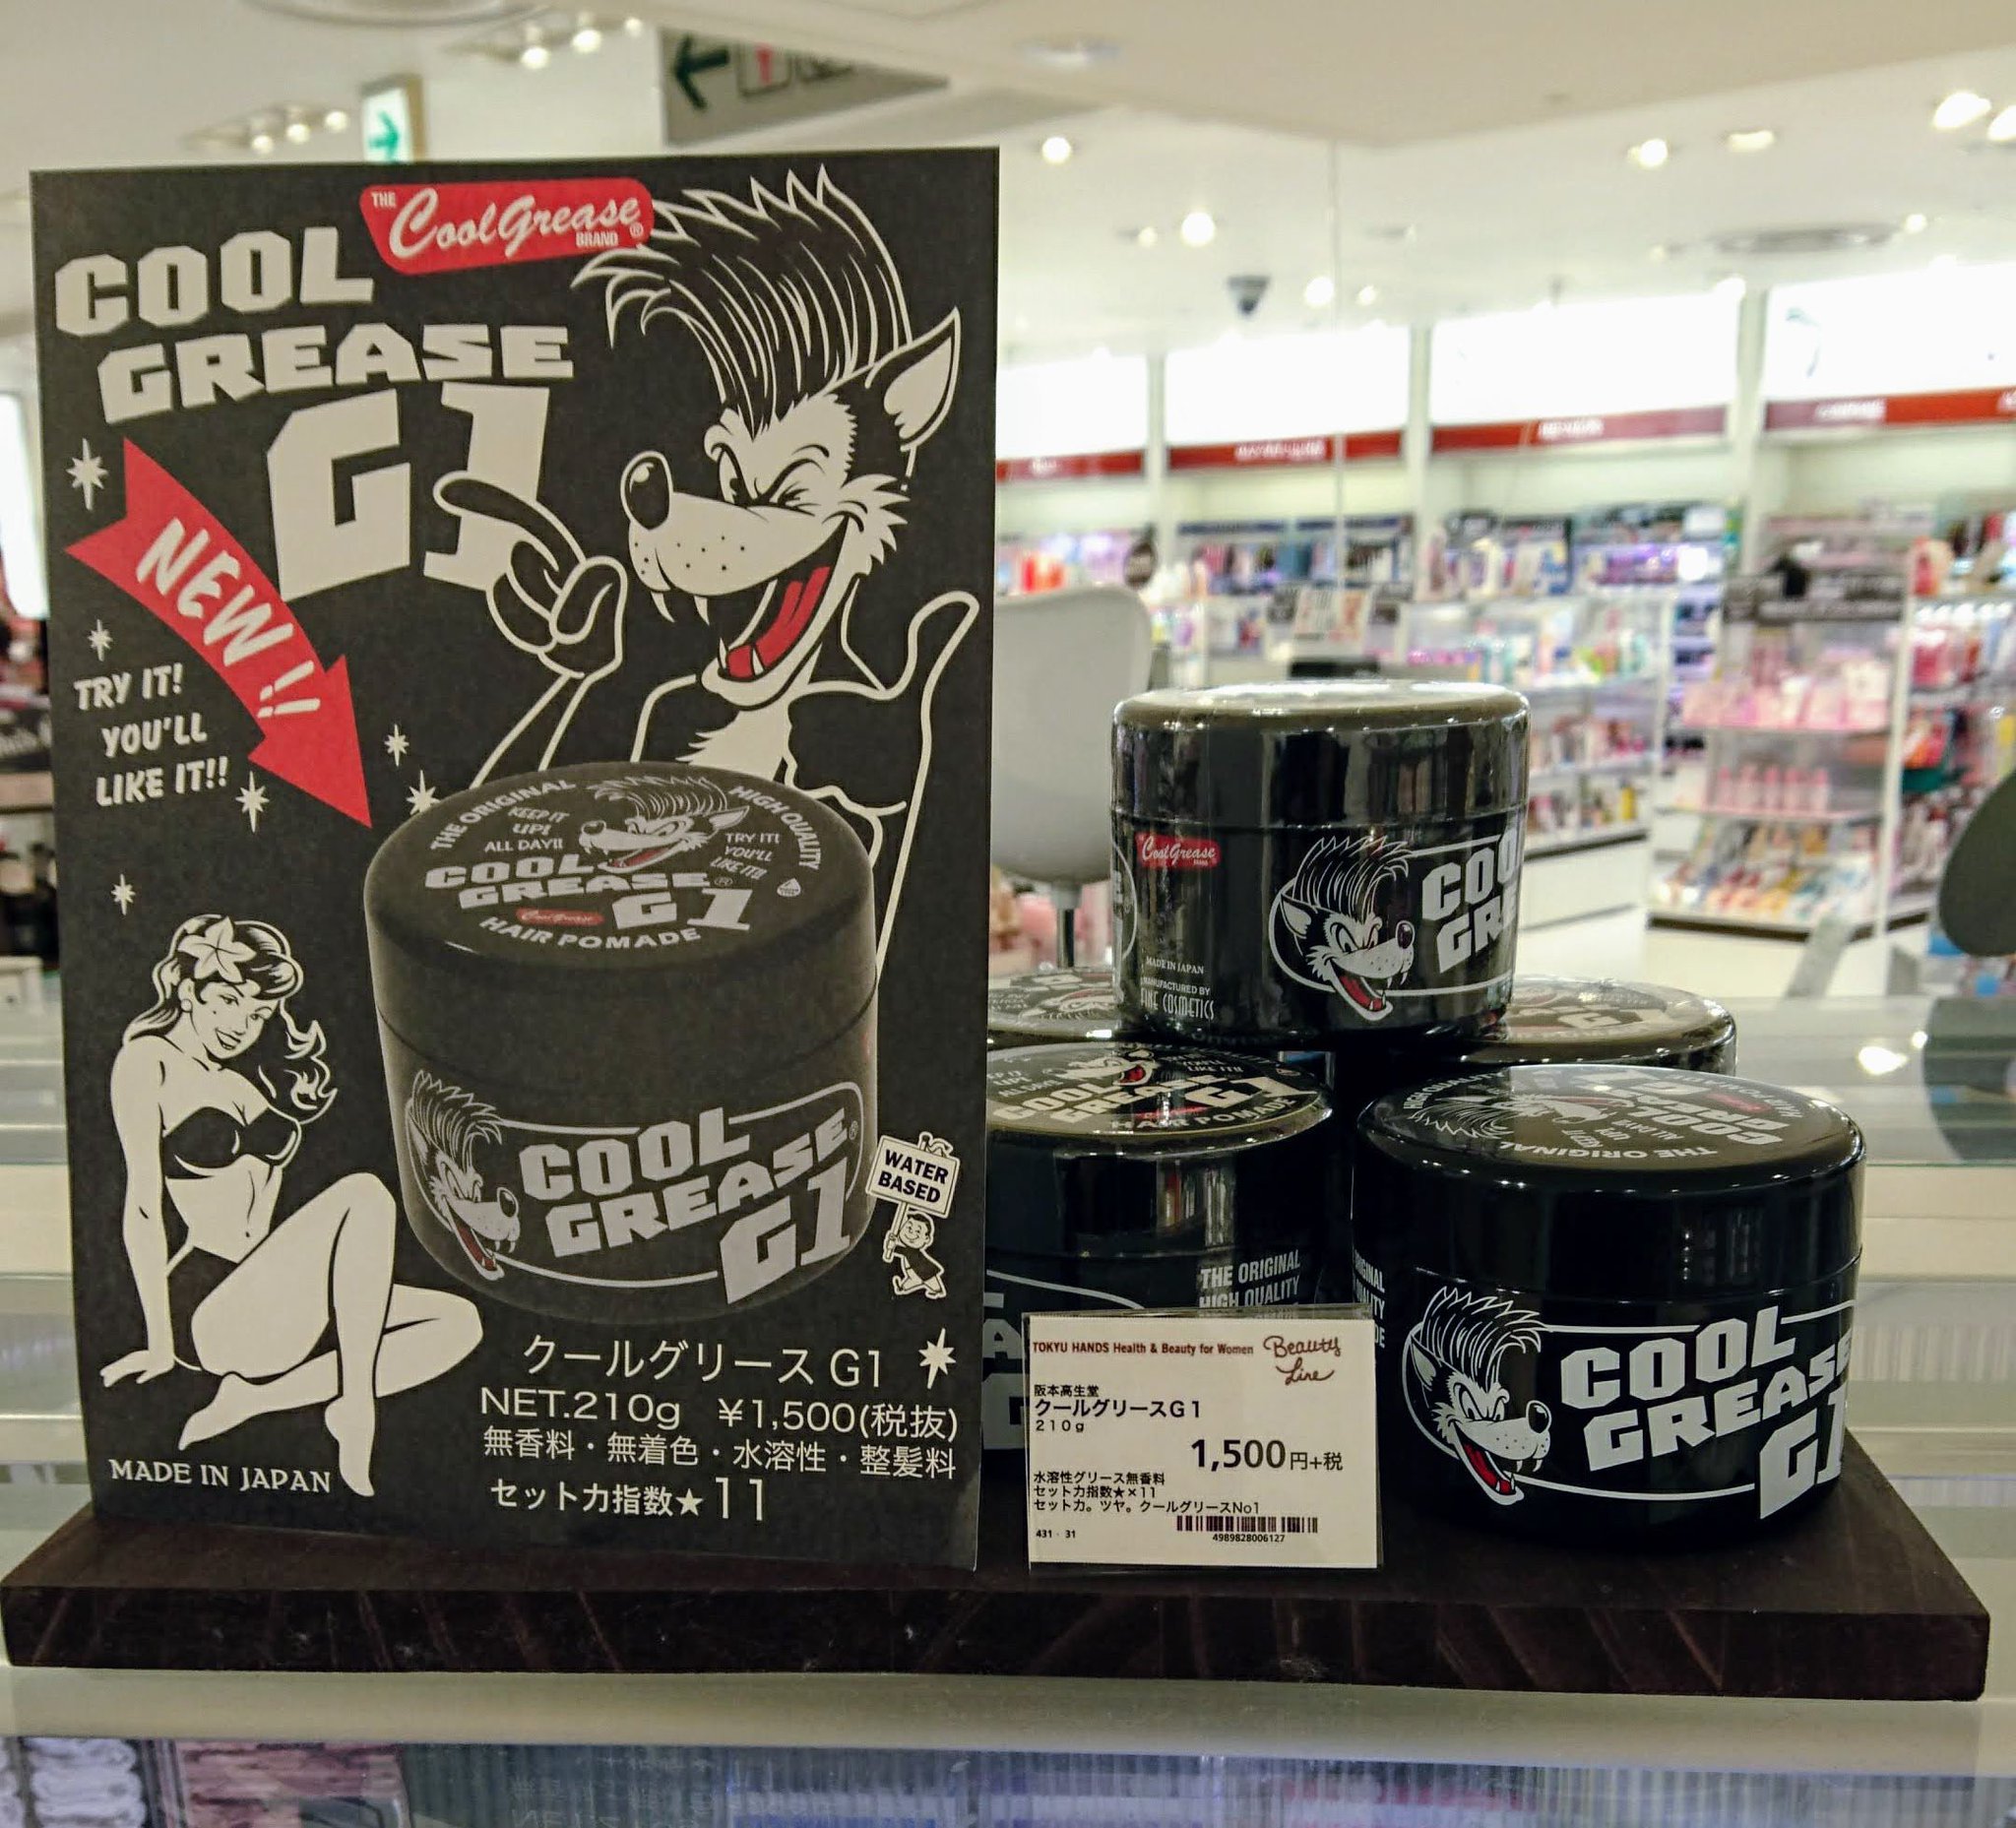 THE
CoolGrease®
BRAND
COOL
GREASE
G1
NEW!!
TRY IT!
YOU'LL
LIKE IT!!
THE ORIGINAL
HIGH QUALITY
KEEP IT
UP!
ALL DAY!!
TRY IT!
YOU'LL
LIKE IT!!
COOL
GREASE®
CoolGrease
G1
HAIR POMADE
COOL
GREASE®
G1
WATER
BASED
クールグリース G1
NET.210g ¥1,500(税抜)
無香料・無着色・水溶性・整髪料
セット力指数★11
MADE IN JAPAN
CoolGrease
MADE IN JAPAN
MANUFACTURED BY
FINE COSMETICS
COOL
GREASE
G1
HAIR POMADE
THE ORIGINAL
HIGH QUALITY
THE ORIGINAL
COOL
GREASE
G1
TOKYU HANDS Health & Beauty for Women Beauty
Line
阪本高生堂
クールグリースG1
210g
1,500円+税
水溶性グリース無香料
セット力指数★×11
セット力。ツヤ。クールグリースNo1
431 - 31
4989828006127